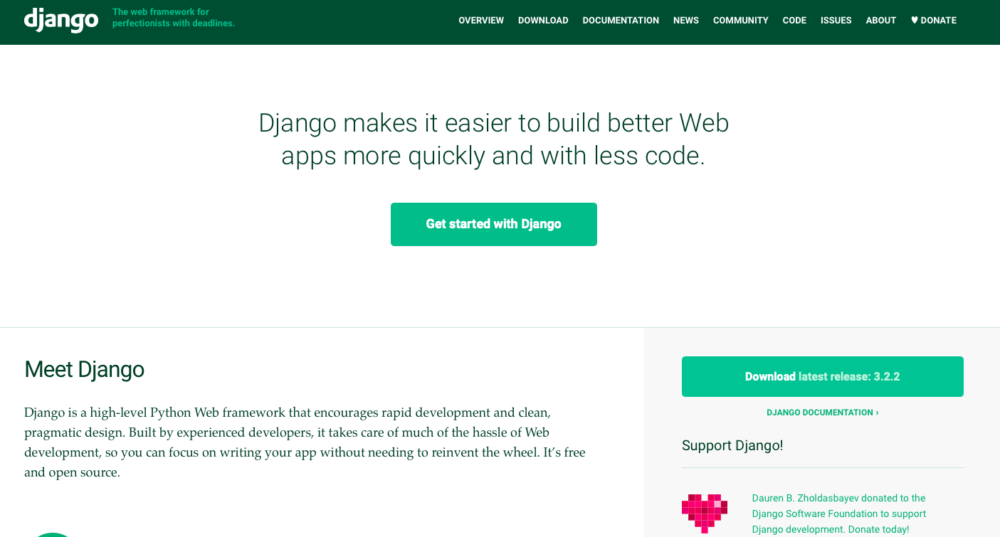 django
The web framework for
perfectionists with deadlines.
OVERVIEW DOWNLOAD DOCUMENTATION NEWS COMMUNITY CODE ISSUES ABOUT ♥ DONATE
Django makes it easier to build better Web
apps more quickly and with less code.
Get started with Django
Meet Django
Django is a high-level Python Web framework that encourages rapid development and clean,
pragmatic design. Built by experienced developers, it takes care of much of the hassle of Web
development, so you can focus on writing your app without needing to reinvent the wheel. It’s free
and open source.
Download latest release: 3.2.2
DJANGO DOCUMENTATION ›
Support Django!
Dauren B. Zholdasbayev donated to the
Django Software Foundation to support
Django development. Donate today!